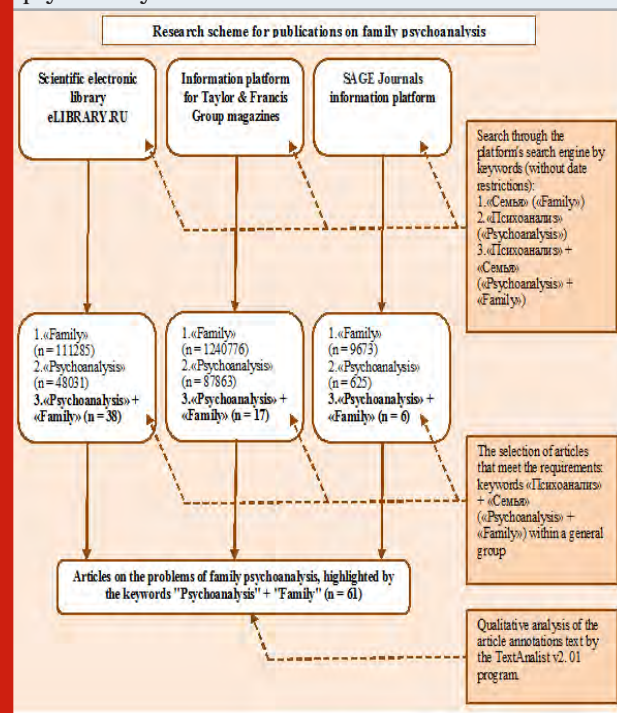 Research scheme for publications on family psychoanalysis
Scientific electronic
library
eLIBRARY.RU
Information platform
for Taylor & Francis
Group magazines
SAGE Journals
information platform
Search through the
platform's search engine by
keywords (without date
restrictions):
1.«Семья» («Family»)
2.«Психоанализ»
(«Psychoanalysis»)
3.«Психоанализ» +
«Семья»
(«Psychoanalysis» +
«Family»)
1.«Family»
(n = 111285)
2.«Psychoanalysis»
(n = 48031)
3.«Psychoanalysis» +
«Family» (n = 38)
1.«Family»
(n = 1240776)
2.«Psychoanalysis»
(n = 87863)
3.«Psychoanalysis» +
«Family» (n = 17)
1.«Family»
(n = 9673)
2.«Psychoanalysis»
(n = 625)
3.«Psychoanalysis» +
«Family» (n = 6)
The selection of articles
that meet the requirements:
keywords «Психоанализ»
+ «Семья»
(«Psychoanalysis» +
«Family») within a general
group
Articles on the problems of family psychoanalysis, highlighted by
the keywords "Psychoanalysis" + "Family" (n = 61)
Qualitative analysis of the
article annotations text by
the TextAnalist v2. 01
program.